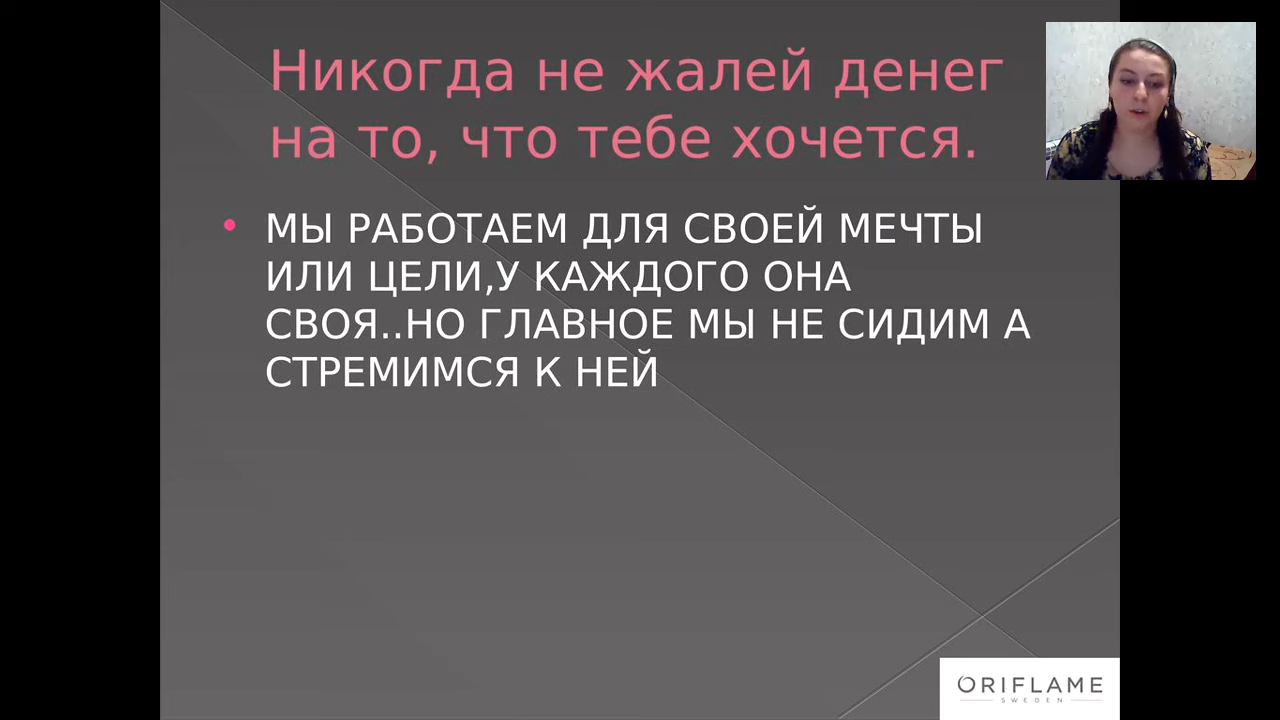 Никогда не жалей денег
на то, что тебе хочется.
МЫ РАБОТАЕМ ДЛЯ СВОЕЙ МЕЧТЫ
ИЛИ ЦЕЛИ,У КАЖДОГО ОНА
СВОЯ..НО ГЛАВНОЕ МЫ НЕ СИДИМ А
СТРЕМИМСЯ К НЕЙ
ORIFLAME
SWEDEN